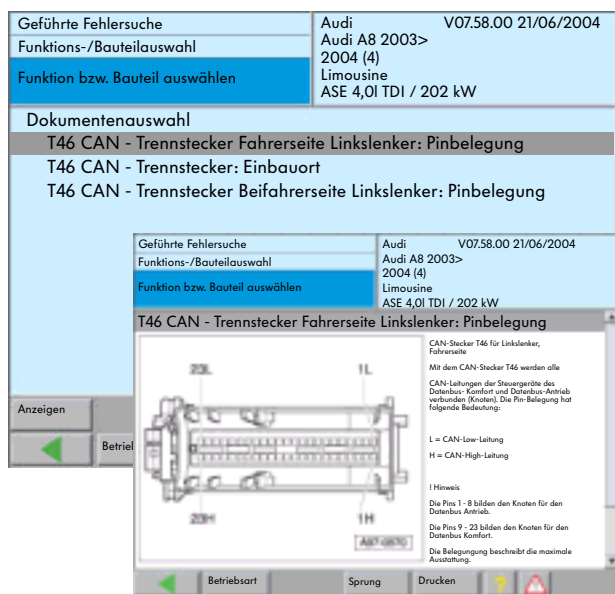 Geführte Fehlersuche
Funktions-/Bauteilauswahl
Funktion bzw. Bauteil auswählen
Audi V07.58.00 21/06/2004
Audi A8 2003>
2004 (4)
Limousine
ASE 4,0l TDI / 202 kW
Dokumentenauswahl
T46 CAN - Trennstecker Fahrerseite Linkslenker: Pinbelegung
T46 CAN - Trennstecker: Einbauort
T46 CAN - Trennstecker Beifahrerseite Linkslenker: Pinbelegung
Anzeigen
Betrie
Geführte Fehlersuche
Funktions-/Bauteilauswahl
Funktion bzw. Bauteil auswählen
Audi V07.58.00 21/06/2004
Audi A8 2003>
2004 (4)
Limousine
ASE 4,0l TDI / 202 kW
T46 CAN - Trennstecker Fahrerseite Linkslenker: Pinbelegung
23L 1L
23H 1H
A97-0870
CAN-Stecker T46 für Linkslenker,
Fahrerseite
Mit dem CAN-Stecker T46 werden alle
CAN-Leitungen der Steuergeräte des
Datenbus- Komfort und Datenbus-Antrieb
verbunden (Knoten). Die Pin-Belegung hat
folgende Bedeutung:
L = CAN-Low-Leitung
H = CAN-High-Leitung
! Hinweis
Die Pins 1 - 8 bilden den Knoten für den
Datenbus Antrieb.
Die Pins 9 - 23 bilden den Knoten für den
Datenbus Komfort.
Die Belegungung beschreibt die maximale
Ausstattung.
Betriebsart Sprung Drucken ?